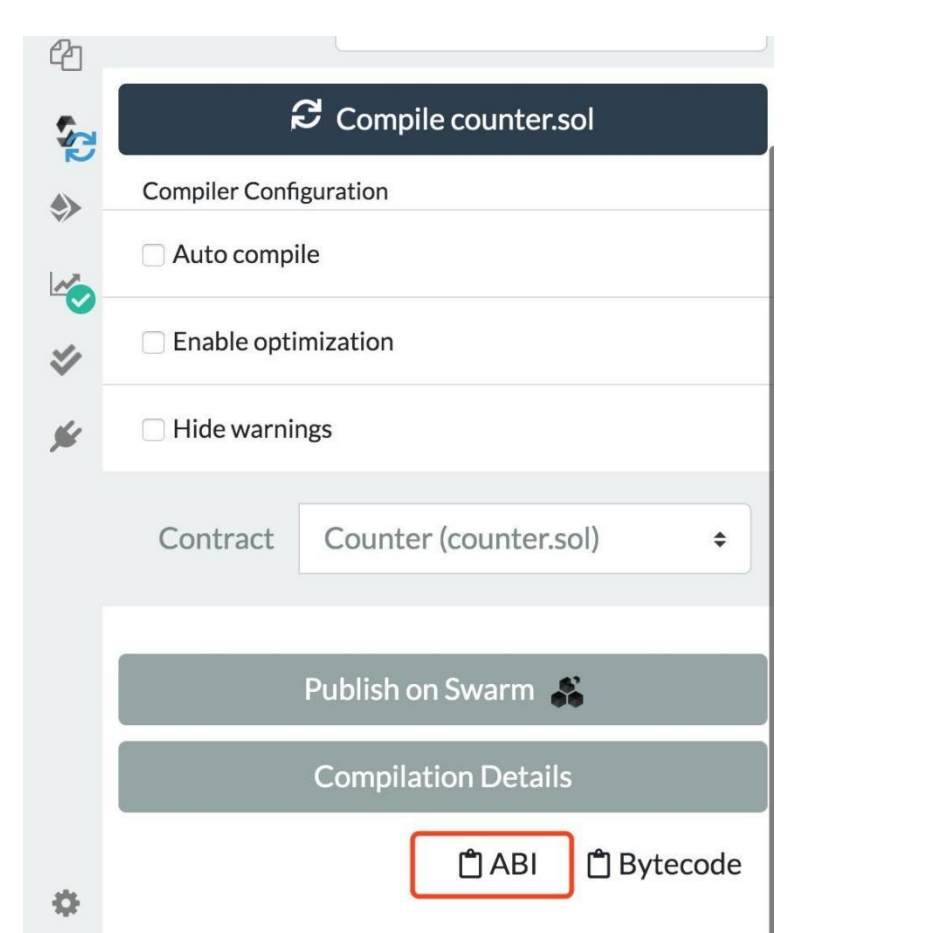 Compile counter.sol
Compiler Configuration
Auto compile
Enable optimization
Hide warnings
Contract Counter (counter.sol)
Publish on Swarm
Compilation Details
ABI Bytecode